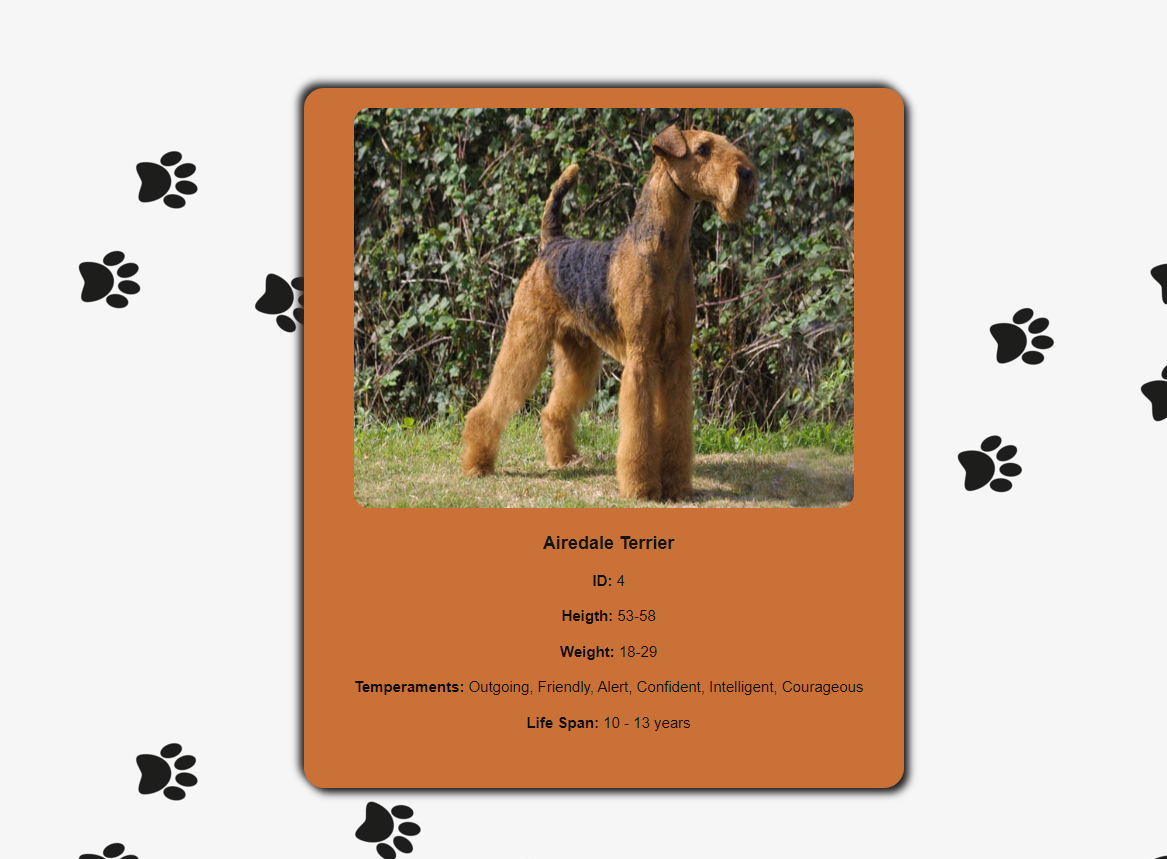 Airedale Terrier
ID: 4
Heigth: 53-58
Weight: 18-29
Temperaments: Outgoing, Friendly, Alert, Confident, Intelligent, Courageous
Life Span: 10 - 13 years